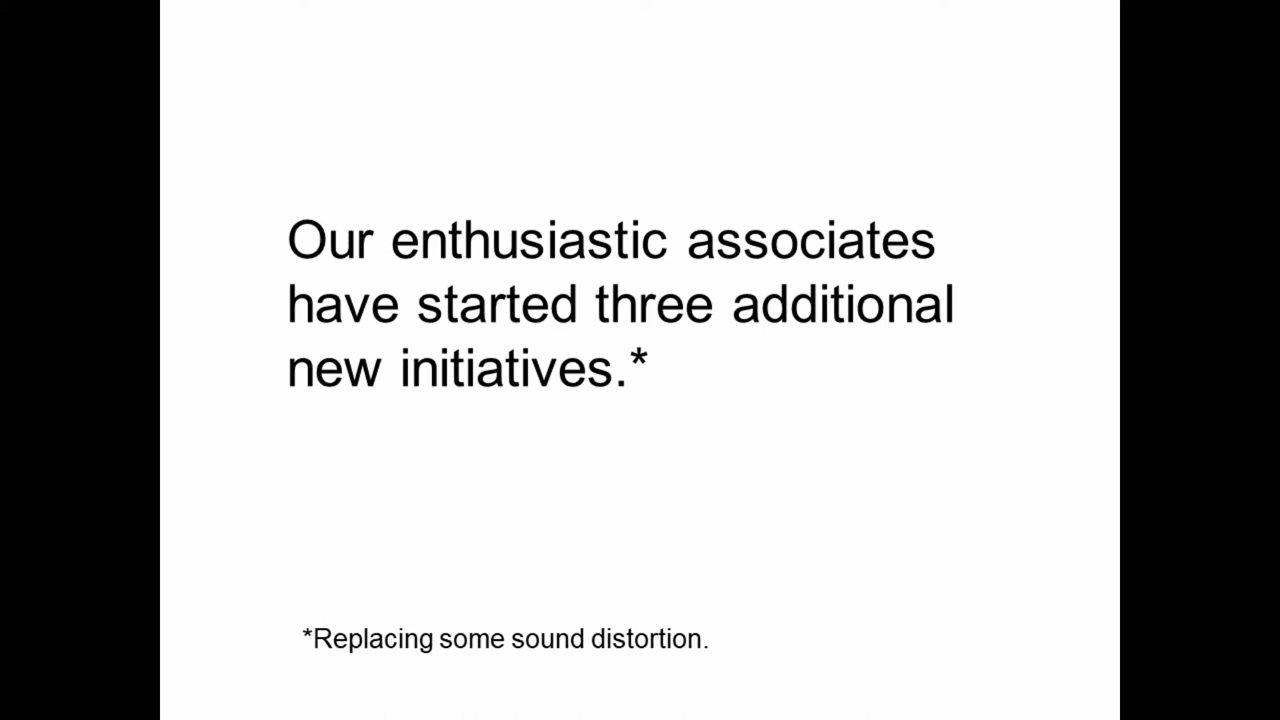 Our enthusiastic associates
have started three additional
new initiatives.*
*Replacing some sound distortion.